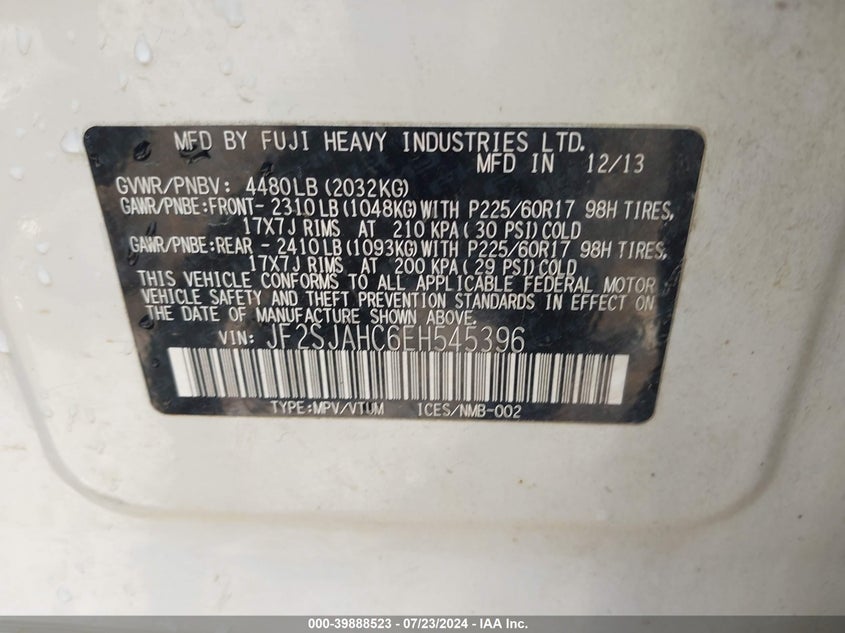 MFD BY FUJI HEAVY INDUSTRIES LTD.
MFD IN 12/13
GVWR/PNBV: 4480LB (2032KG)
GAWR/PNBE:FRONT- 2310LB (1048KG) WITH P225/60R17 98H TIRES,
17X7J RIMS AT 210 KPA( 30 PSI) COLD
GAWR/PNBE:REAR - 2410LB (1093KG) WITH P225/60R17 98H TIRES,
17X7J RIMS AT 200 KPA( 29 PSI) COLD
THIS VEHICLE CONFORMS TO ALL APPLICABLE FEDERAL MOTOR
VEHICLE SAFETY AND THEFT PREVENTION STANDARDS IN EFFECT ON
THE DATE OF MANUFACTURE SHOWN ABOVE.
VIN: JF2SJAHC6EH545396
TYPE:MPV/VTUM ICES/NMB-002
000-39888523 - 07/23/2024 - IAA Inc.